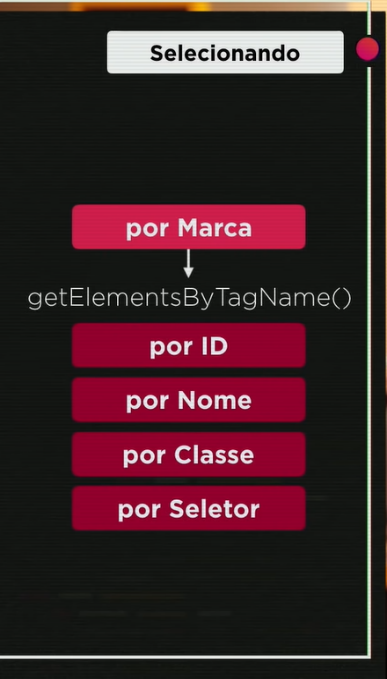 Selecionando
por Marca
getElementsByTagName()
por ID
por Nome
por Classe
por Seletor